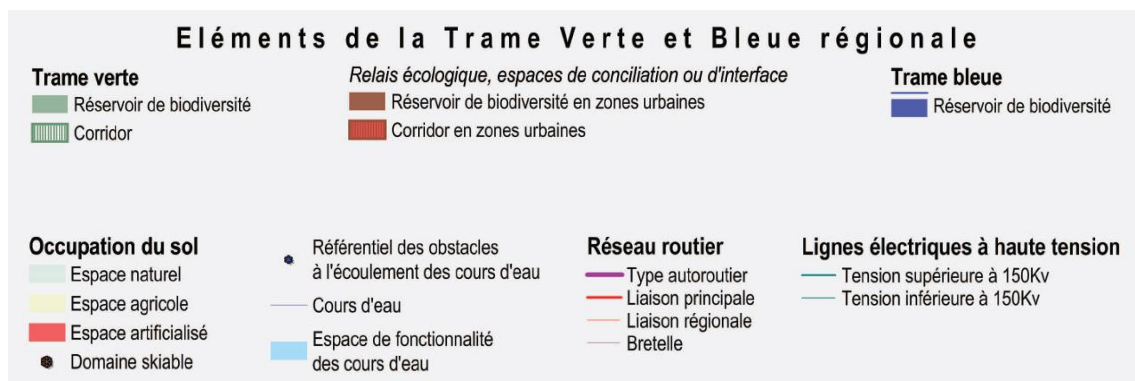 Eléments de la Trame Verte et Bleue régionale
Trame verte
Réservoir de biodiversité
Corridor
Relais écologique, espaces de conciliation ou d'interface
Réservoir de biodiversité en zones urbaines
Corridor en zones urbaines
Trame bleue
Réservoir de biodiversité
Occupation du sol
Espace naturel
Espace agricole
Espace artificialisé
Domaine skiable
Référentiel des obstacles
à l'écoulement des cours d'eau
Cours d'eau
Espace de fonctionnalité
des cours d'eau
Réseau routier
Type autoroutier
Liaison principale
Liaison régionale
Bretelle
Lignes électriques à haute tension
Tension supérieure à 150Kv
Tension inférieure à 150Kv